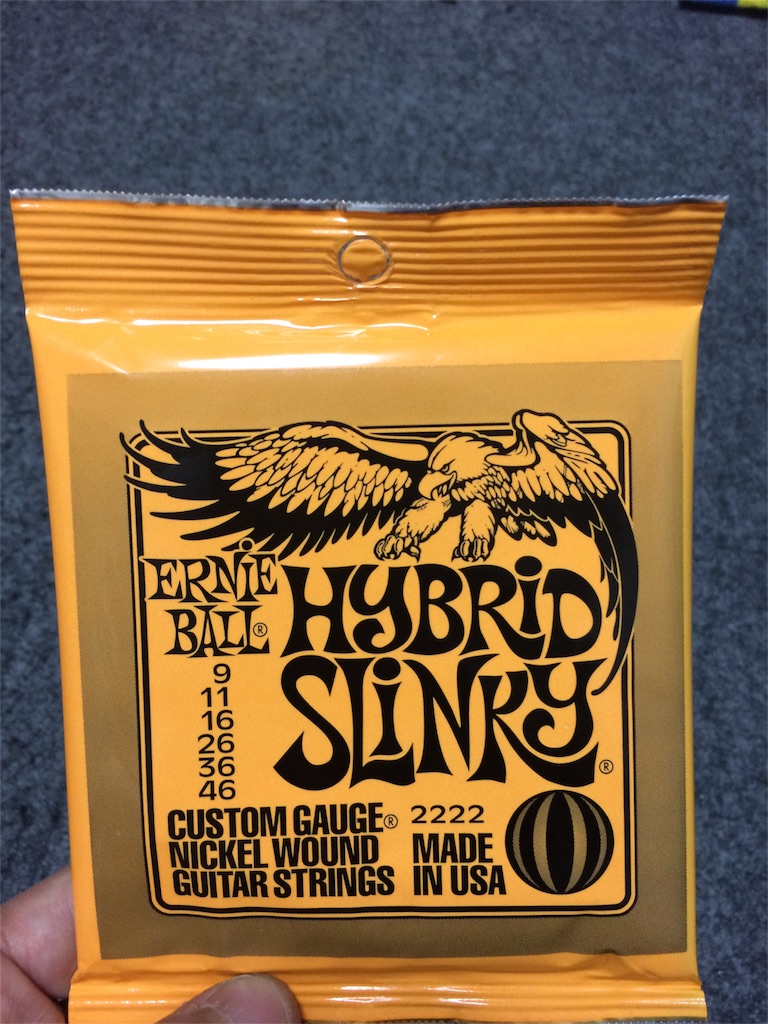 ERNIE
BALL®
HYBRID
SLINKY®
9
11
16
26
36
46
CUSTOM GAUGE®
NICKEL WOUND
GUITAR STRINGS
2222
MADE
IN USA